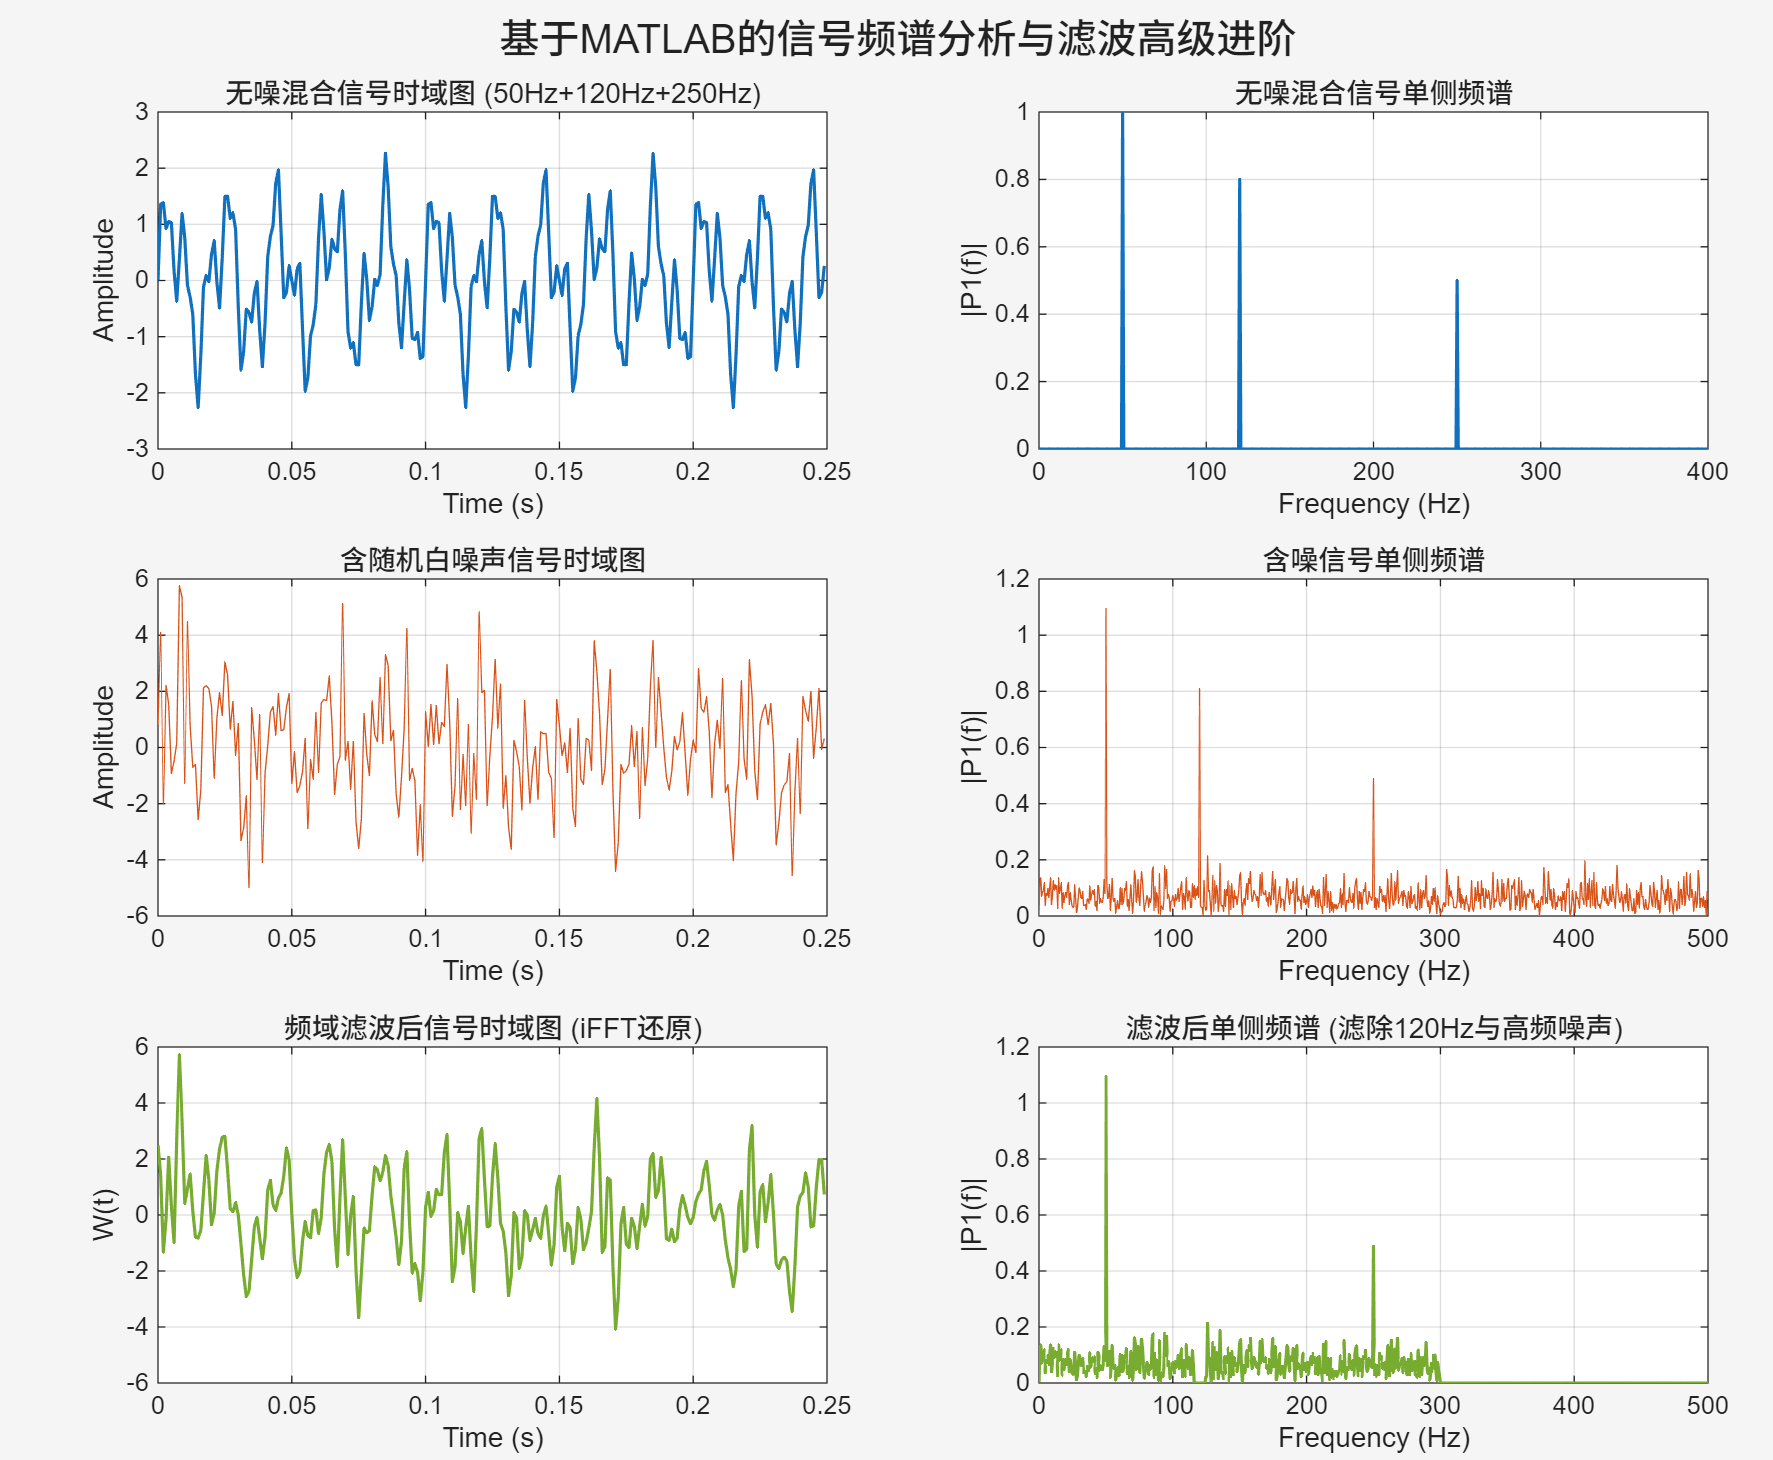 基于MATLAB的信号频谱分析与滤波高级进阶
无噪混合信号时域图 (50Hz+120Hz+250Hz)
3
2
1
0
-1
-2
-3
Amplitude
0 0.05 0.1 0.15 0.2 0.25
Time (s)
无噪混合信号单侧频谱
1
0.8
0.6
0.4
0.2
0
|P1(f)|
0 100 200 300 400
Frequency (Hz)
含随机白噪声信号时域图
6
4
2
0
-2
-4
-6
Amplitude
0 0.05 0.1 0.15 0.2 0.25
Time (s)
含噪信号单侧频谱
1.2
1
0.8
0.6
0.4
0.2
0
|P1(f)|
0 100 200 300 400 500
Frequency (Hz)
频域滤波后信号时域图 (iFFT还原)
6
4
2
0
-2
-4
-6
W(t)
0 0.05 0.1 0.15 0.2 0.25
Time (s)
滤波后单侧频谱 (滤除120Hz与高频噪声)
1.2
1
0.8
0.6
0.4
0.2
0
|P1(f)|
0 100 200 300 400 500
Frequency (Hz)